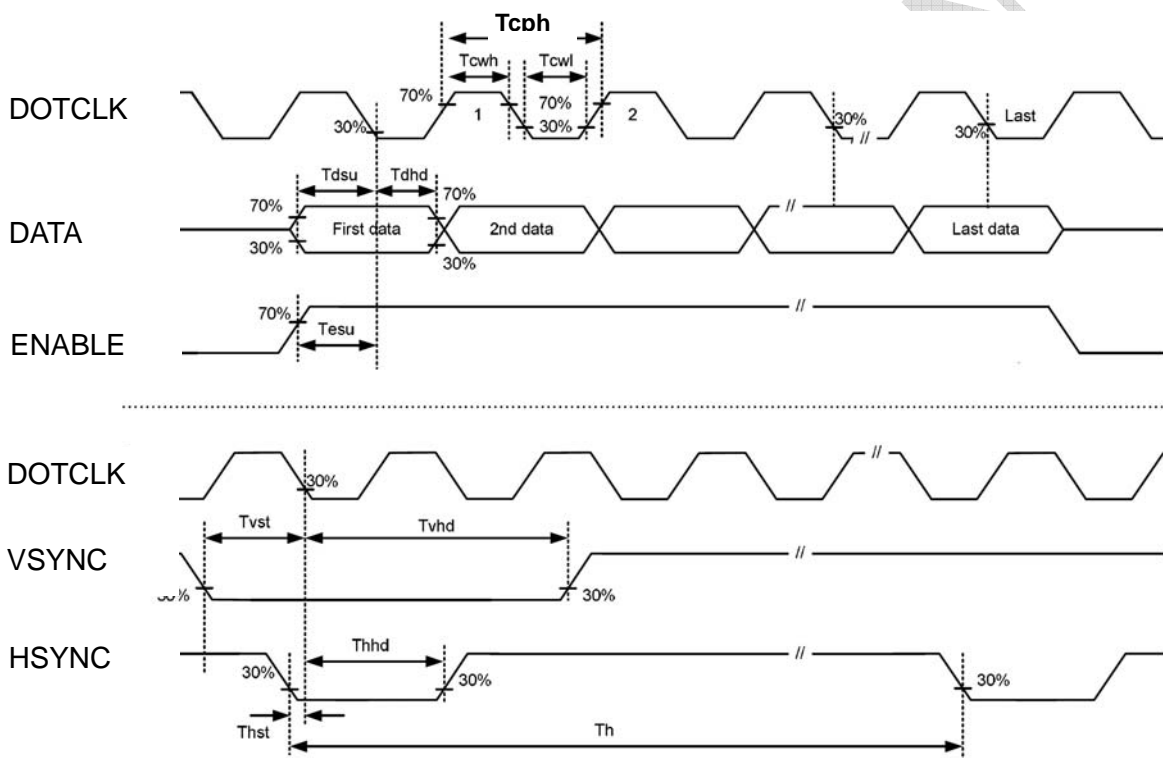 Tcph
Tcwh Tcwl
DOTCLK 70% 1 70% 2 30% Last
30% 30% 30%
Tdsu Tdhd
70% 70%
DATA First data 2nd data // Last data
30% 30%
70% //
ENABLE Tesu
DOTCLK 30% //
Tvst Tvhd
VSYNC //
30%
HSYNC Thhd //
30% 30% 30%
Thst Th